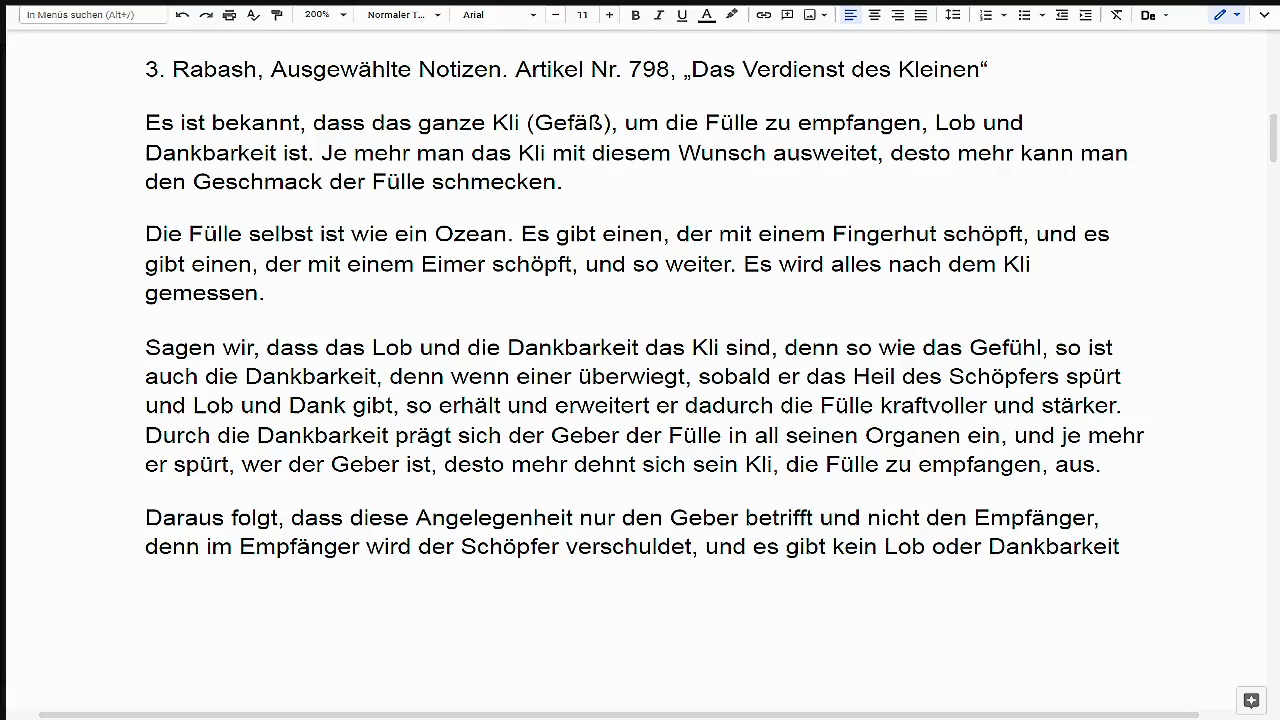 In Menüs suchen (Alt+/)
200%
Normaler T...
Arial
11
B I U A
De
3. Rabash, Ausgewählte Notizen. Artikel Nr. 798, „Das Verdienst des Kleinen“
Es ist bekannt, dass das ganze Kli (Gefäß), um die Fülle zu empfangen, Lob und
Dankbarkeit ist. Je mehr man das Kli mit diesem Wunsch ausweitet, desto mehr kann man
den Geschmack der Fülle schmecken.
Die Fülle selbst ist wie ein Ozean. Es gibt einen, der mit einem Fingerhut schöpft, und es
gibt einen, der mit einem Eimer schöpft, und so weiter. Es wird alles nach dem Kli
gemessen.
Sagen wir, dass das Lob und die Dankbarkeit das Kli sind, denn so wie das Gefühl, so ist
auch die Dankbarkeit, denn wenn einer überwiegt, sobald er das Heil des Schöpfers spürt
und Lob und Dank gibt, so erhält und erweitert er dadurch die Fülle kraftvoller und stärker.
Durch die Dankbarkeit prägt sich der Geber der Fülle in all seinen Organen ein, und je mehr
er spürt, wer der Geber ist, desto mehr dehnt sich sein Kli, die Fülle zu empfangen, aus.
Daraus folgt, dass diese Angelegenheit nur den Geber betrifft und nicht den Empfänger,
denn im Empfänger wird der Schöpfer verschuldet, und es gibt kein Lob oder Dankbarkeit